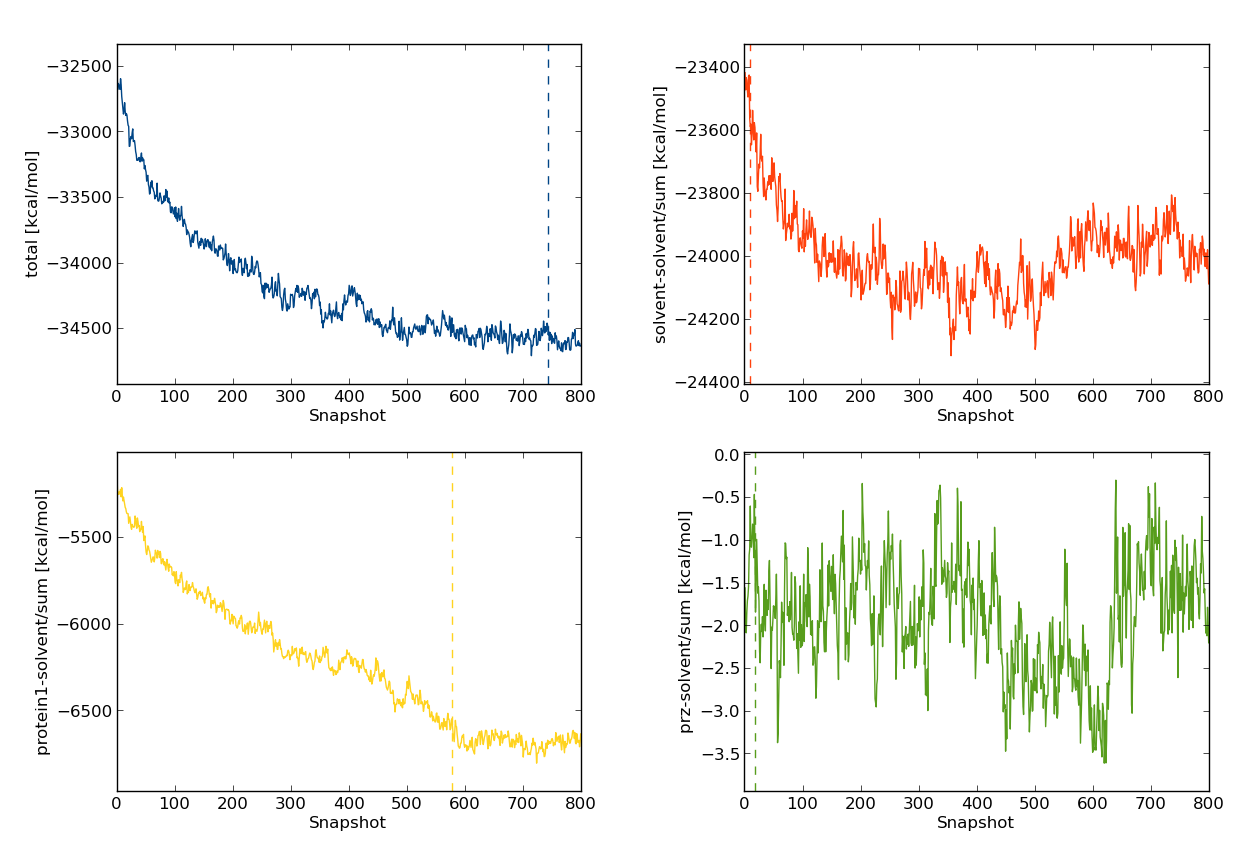 total [kcal/mol]
−32500
−33000
−33500
−34000
−34500
0 100 200 300 400 500 600 700 800
Snapshot
solvent-solvent/sum [kcal/mol]
−23400
−23600
−23800
−24000
−24200
−24400
0 100 200 300 400 500 600 700 800
Snapshot
protein1-solvent/sum [kcal/mol]
−5500
−6000
−6500
0 100 200 300 400 500 600 700 800
Snapshot
prz-solvent/sum [kcal/mol]
0.0
−0.5
−1.0
−1.5
−2.0
−2.5
−3.0
−3.5
0 100 200 300 400 500 600 700 800
Snapshot